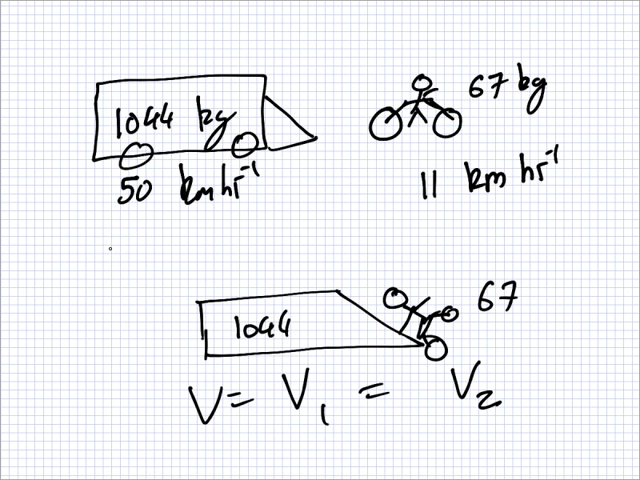 1044 kg
50 km hr⁻¹
67 kg
11 km hr⁻¹
1044
67
V = V₁ = V₂